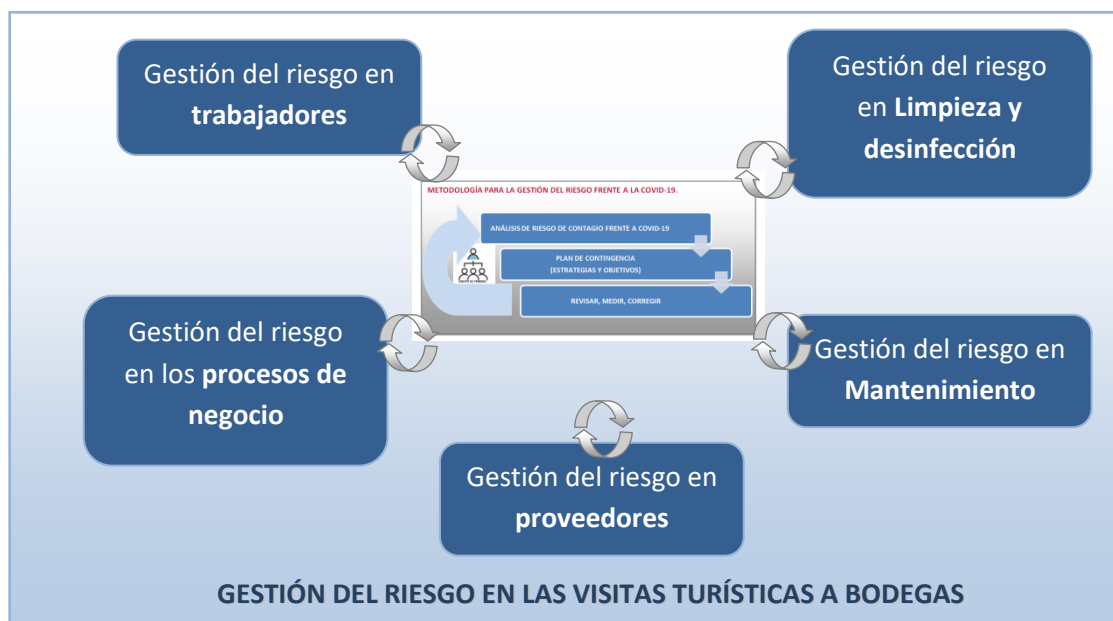 Gestión del riesgo en
trabajadores
Gestión del riesgo
en Limpieza y
desinfección
METODOLOGÍA PARA LA GESTIÓN DEL RIESGO FRENTE A LA COVID-19.
ANÁLISIS DE RIESGO DE CONTAGIO FRENTE A COVID-19
PLAN DE CONTINGENCIA
(ESTRATEGIAS Y OBJETIVOS)
REVISAR, MEDIR, CORREGIR
Gestión del riesgo
en los procesos de
negocio
Gestión del riesgo en
Mantenimiento
Gestión del riesgo en
proveedores
GESTIÓN DEL RIESGO EN LAS VISITAS TURÍSTICAS A BODEGAS